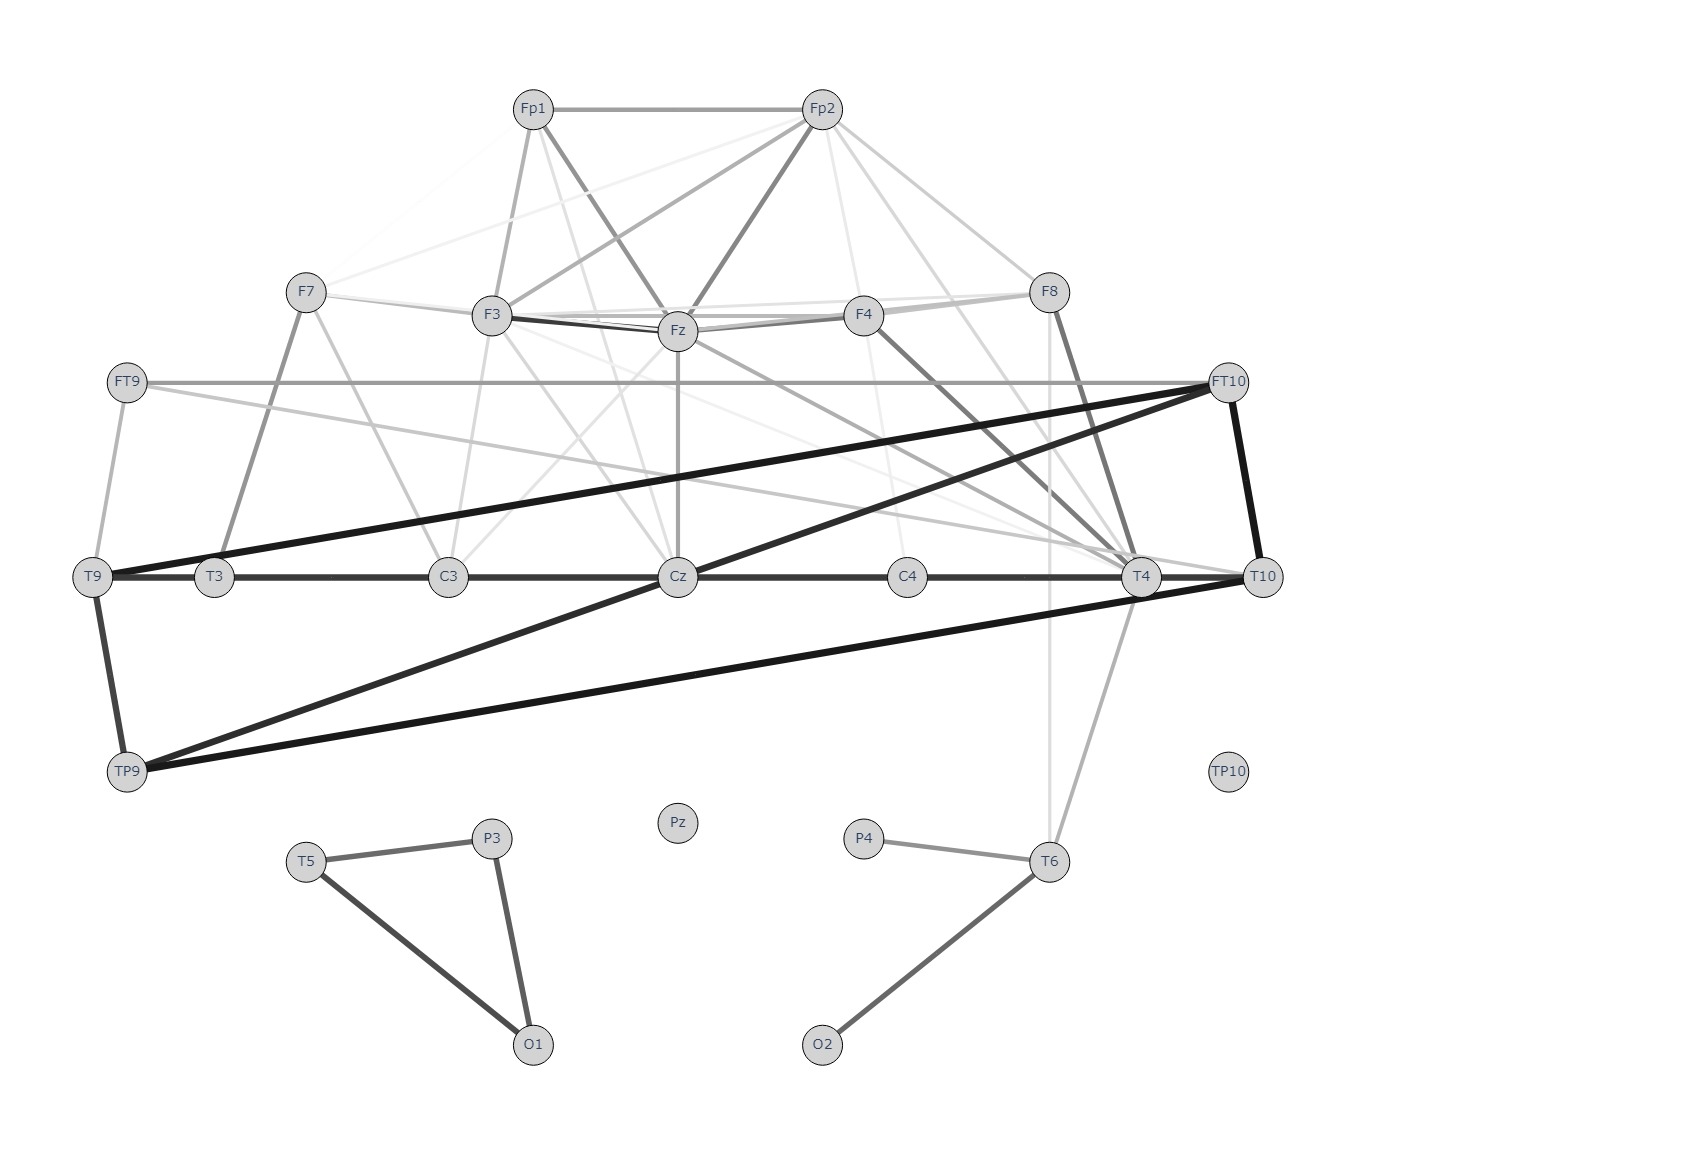 Fp1 Fp2
F7 F3 Fz F4 F8
FT9 FT10
T9 T3 C3 Cz C4 T4 T10
TP9 TP10
T5 P3 Pz P4 T6
O1 O2